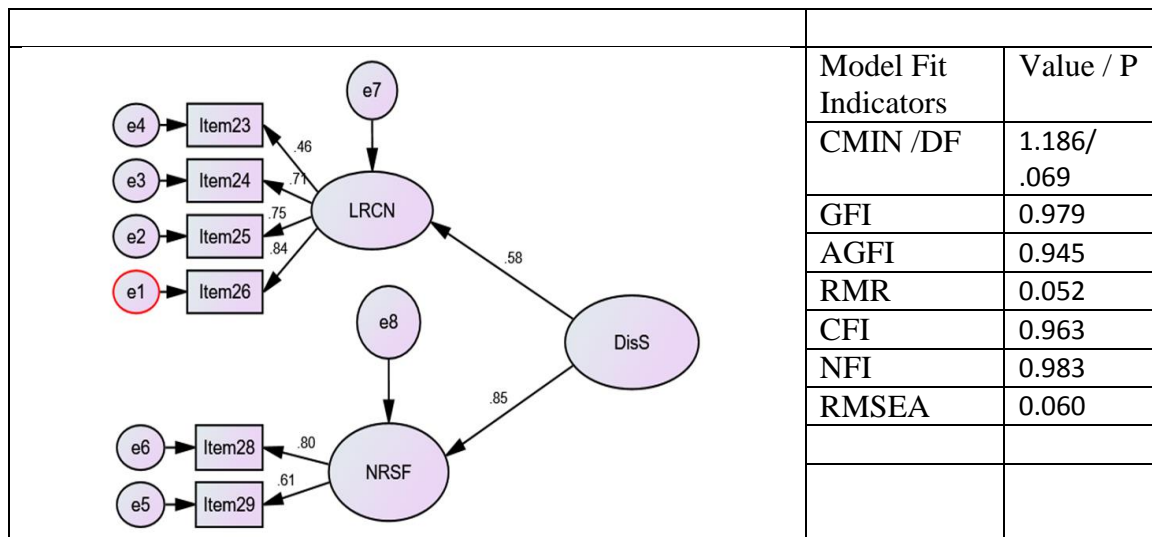 e7
e4 Item23
.46
e3 Item24
.71
e2 Item25
.75
LRCN
.84
e1 Item26
.58
e8
DisS
.85
e6 Item28
.80
NRSF
.61
e5 Item29
Model Fit Value / P
Indicators
CMIN /DF 1.186/
.069
GFI 0.979
AGFI 0.945
RMR 0.052
CFI 0.963
NFI 0.983
RMSEA 0.060